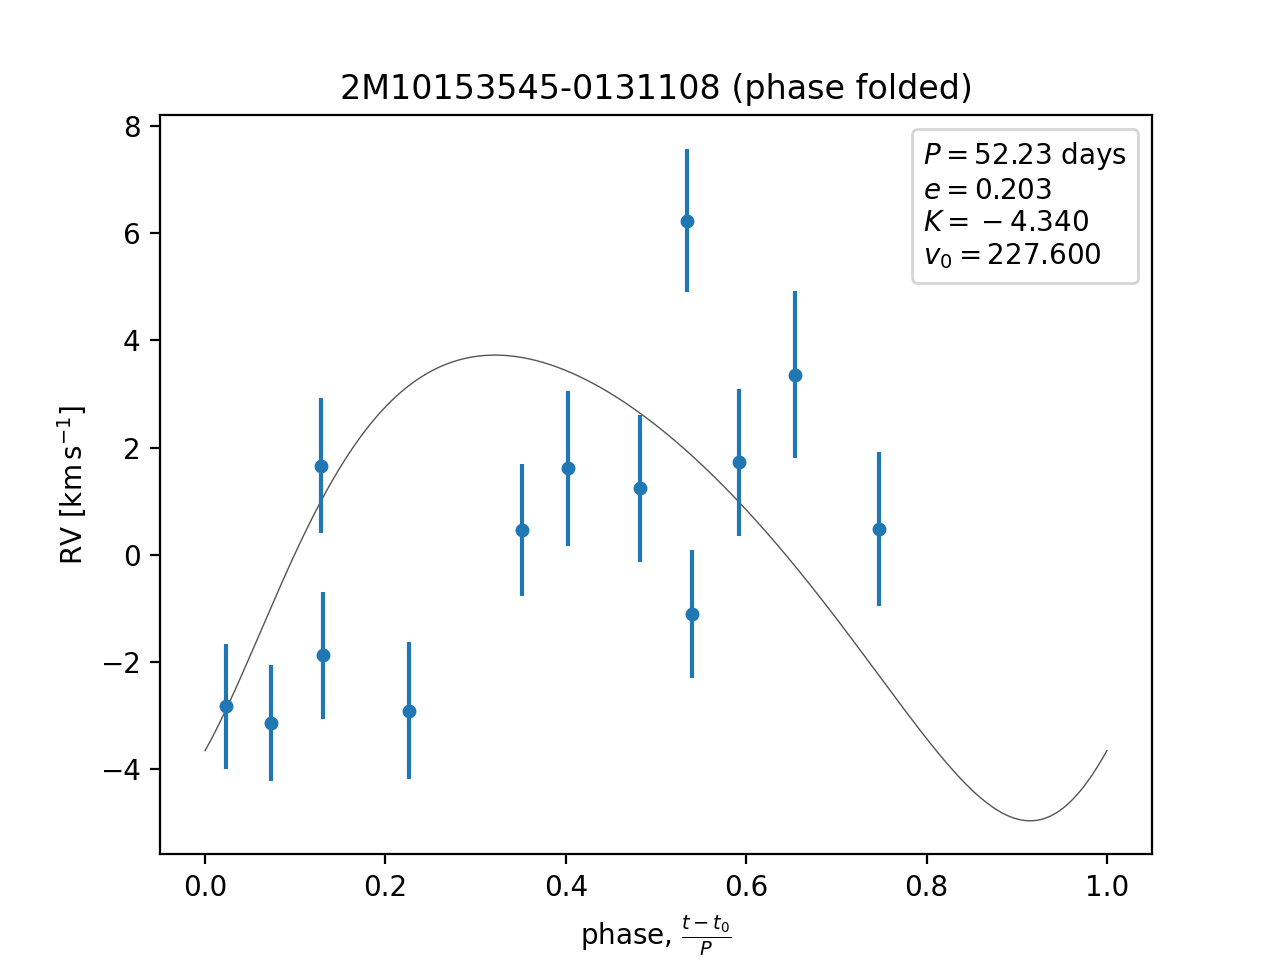 2M10153545-0131108 (phase folded)
P = 52.23 days
e = 0.203
K = −4.340
v₀ = 227.600
8
6
4
2
0
−2
−4
RV [km s⁻¹]
0.0 0.2 0.4 0.6 0.8 1.0
phase, (t − t₀)/P